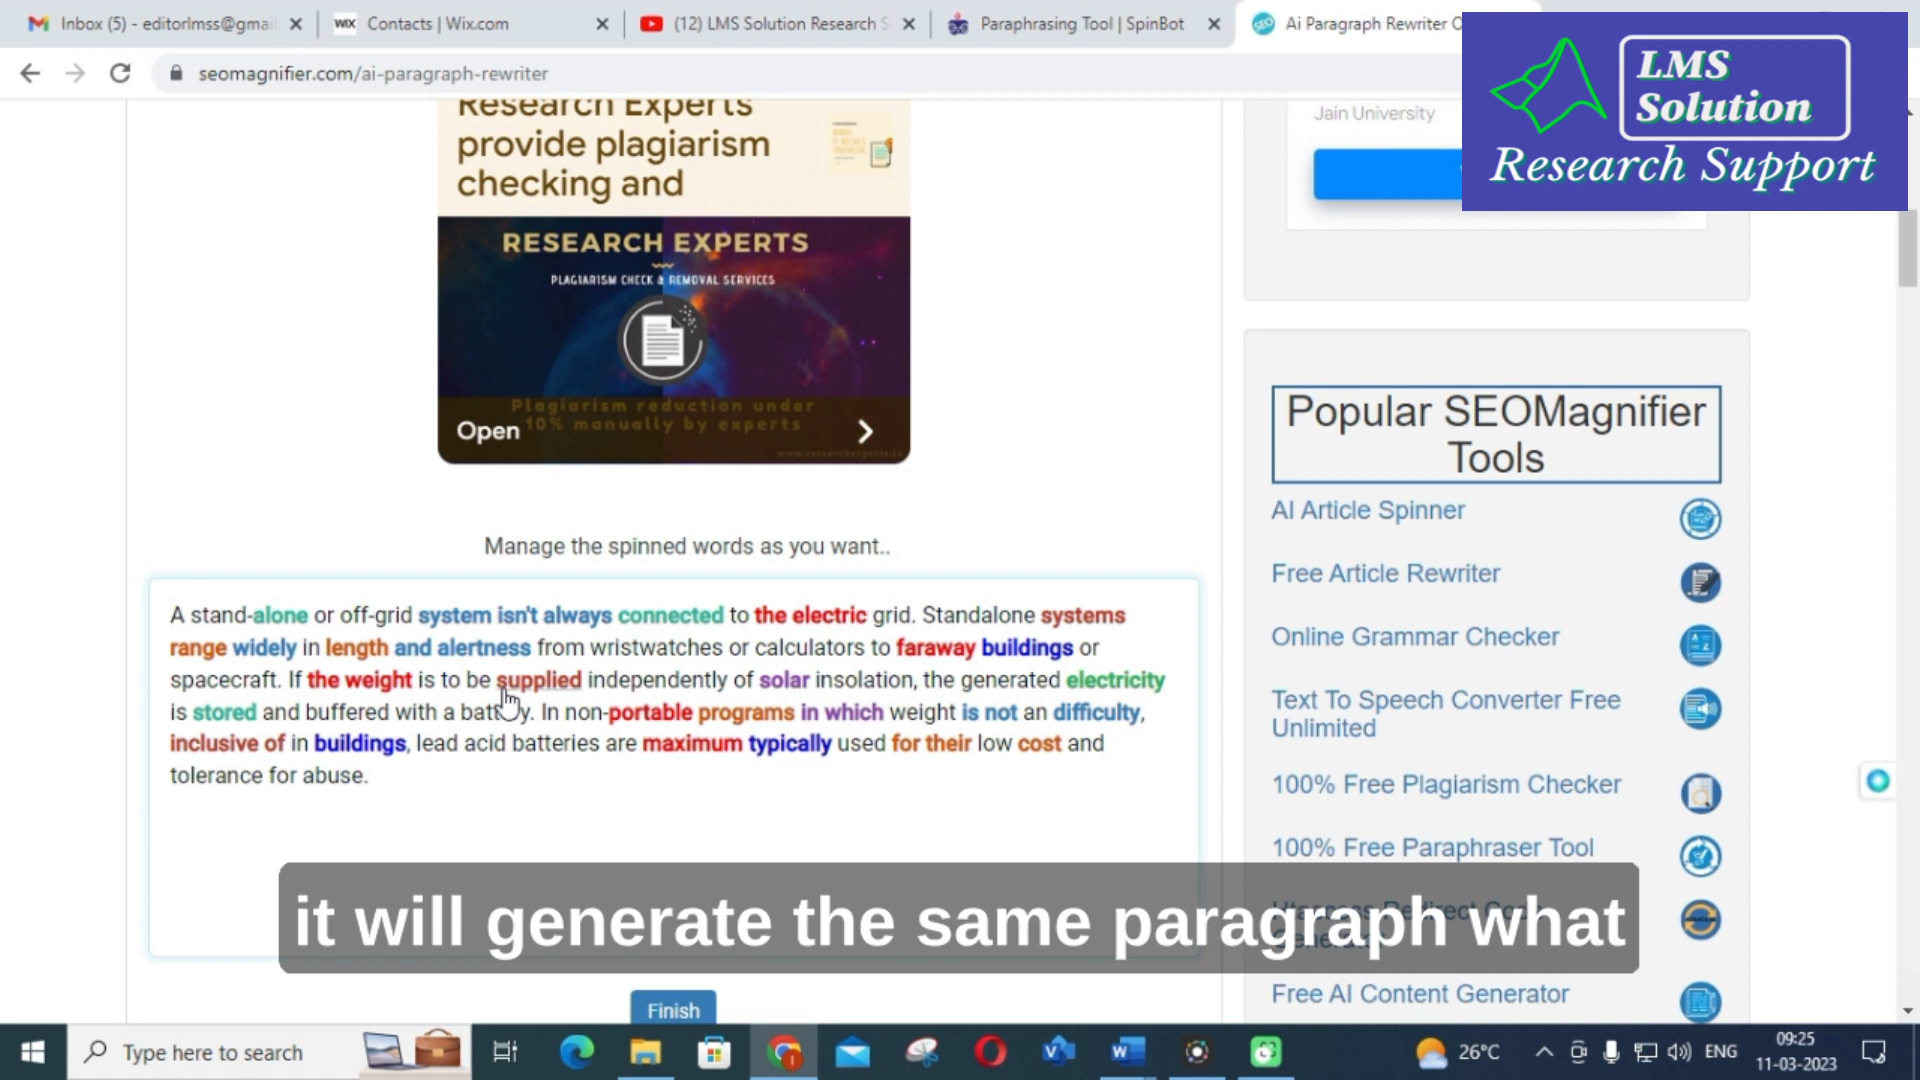 Inbox (5) - editorlmss@gmai
WIX Contacts | Wix.com
(12) LMS Solution Research S
Paraphrasing Tool | SpinBot
SEO Ai Paragraph Rewriter O
seomagnifier.com/ai-paragraph-rewriter
LMS
Solution
Research Support
Research Experts
provide plagiarism
checking and
RESEARCH EXPERTS
PLAGIARISM CHECK & REMOVAL SERVICES
Plagiarism reduction under
10% manually by experts
Open
Jain University
Manage the spinned words as you want..
A stand-alone or off-grid system isn't always connected to the electric grid. Standalone systems
range widely in length and alertness from wristwatches or calculators to faraway buildings or
spacecraft. If the weight is to be supplied independently of solar insolation, the generated electricity
is stored and buffered with a battery. In non-portable programs in which weight is not an difficulty,
inclusive of in buildings, lead acid batteries are maximum typically used for their low cost and
tolerance for abuse.
Finish
Popular SEOMagnifier
Tools
AI Article Spinner
Free Article Rewriter
Online Grammar Checker
Text To Speech Converter Free
Unlimited
100% Free Plagiarism Checker
100% Free Paraphraser Tool
Free AI Content Generator
it will generate the same paragraph what
Type here to search
26°C
ENG
09:25
11-03-2023